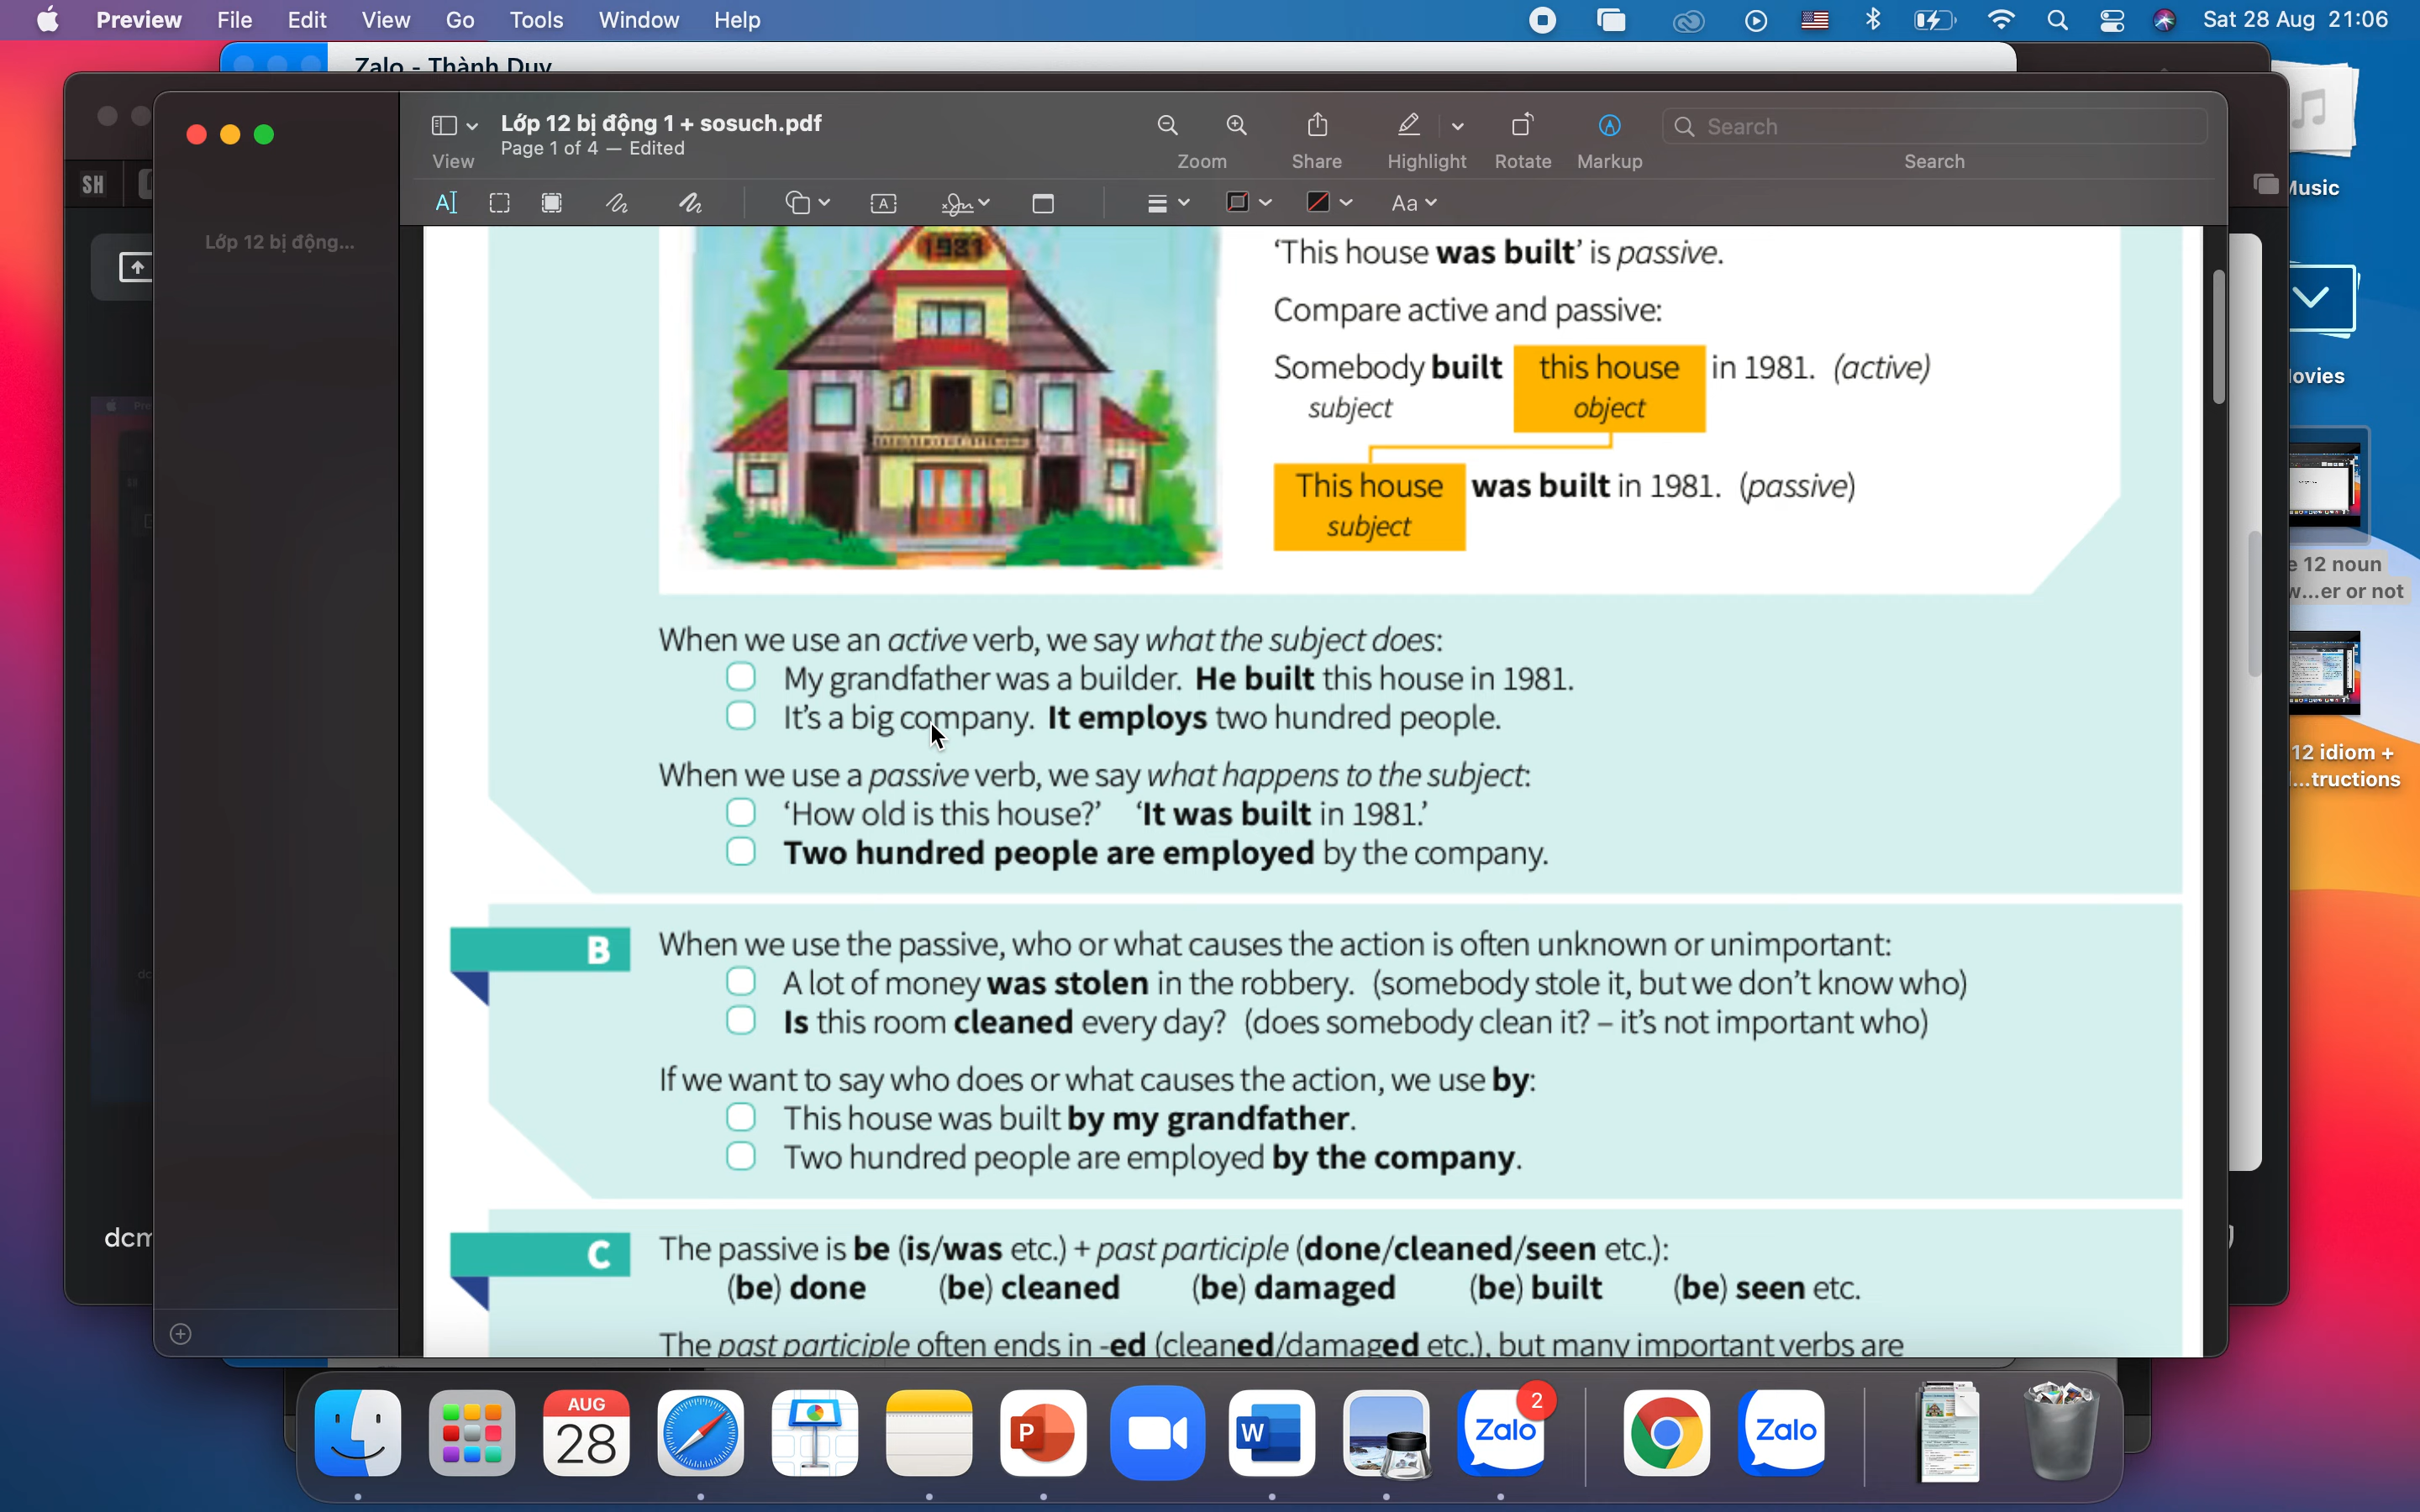 Preview File Edit View Go Tools Window Help
Sat 28 Aug 21:06
Zalo - Thành Duy
Lớp 12 bị động 1 + sosuch.pdf
Page 1 of 4 — Edited
Search
View
Zoom
Share
Highlight
Rotate
Markup
Search
SH
A
Aa
Lớp 12 bị động...
1981
'This house was built' is passive.
Compare active and passive:
Somebody built this house in 1981. (active)
subject object
This house was built in 1981. (passive)
subject
When we use an active verb, we say what the subject does:
My grandfather was a builder. He built this house in 1981.
It's a big company. It employs two hundred people.
When we use a passive verb, we say what happens to the subject:
'How old is this house?' 'It was built in 1981.'
Two hundred people are employed by the company.
B
When we use the passive, who or what causes the action is often unknown or unimportant:
A lot of money was stolen in the robbery. (somebody stole it, but we don't know who)
Is this room cleaned every day? (does somebody clean it? – it's not important who)
If we want to say who does or what causes the action, we use by:
This house was built by my grandfather.
Two hundred people are employed by the company.
C
The passive is be (is/was etc.) + past participle (done/cleaned/seen etc.):
(be) done (be) cleaned (be) damaged (be) built (be) seen etc.
The past participle often ends in -ed (cleaned/damaged etc.), but many important verbs are
dcm
Music
ovies
e 12 noun
w...er or not
12 idiom +
...tructions
AUG
28
P
W
Zalo
2
Zalo